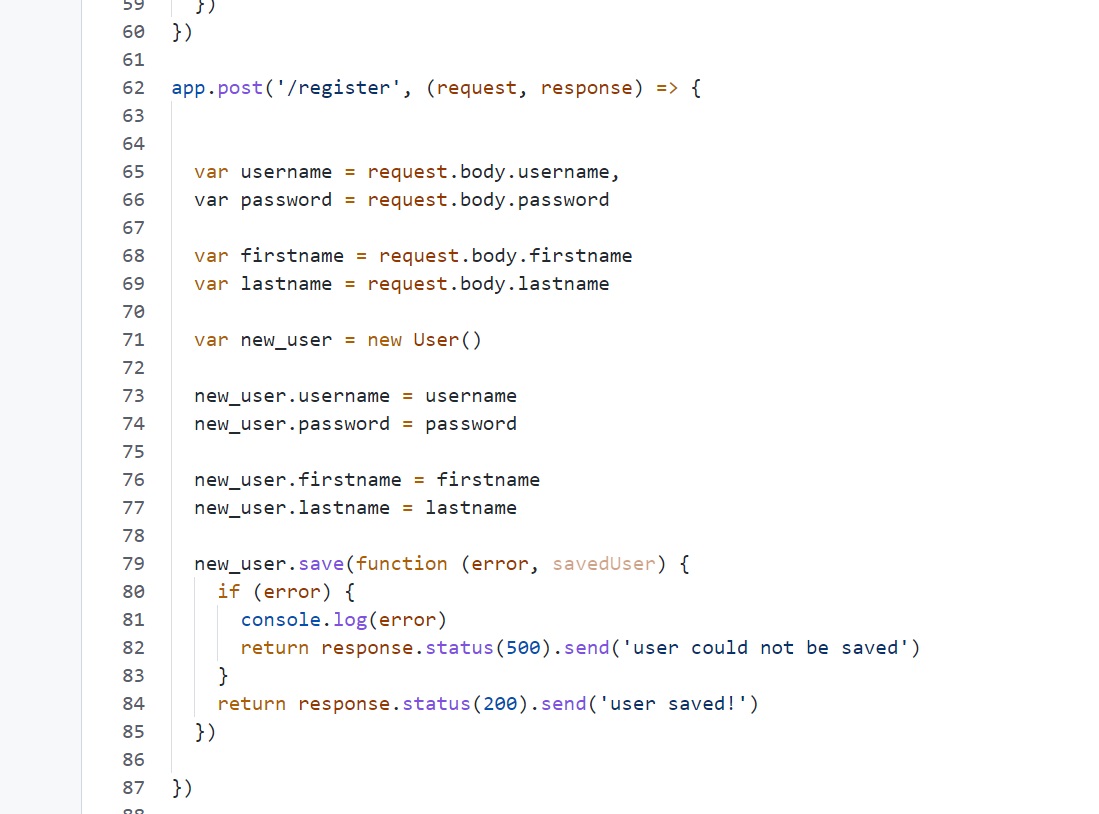 59 })
60 })
61
62 app.post('/register', (request, response) => {
63
64
65 var username = request.body.username,
66 var password = request.body.password
67
68 var firstname = request.body.firstname
69 var lastname = request.body.lastname
70
71 var new_user = new User()
72
73 new_user.username = username
74 new_user.password = password
75
76 new_user.firstname = firstname
77 new_user.lastname = lastname
78
79 new_user.save(function (error, savedUser) {
80 if (error) {
81 console.log(error)
82 return response.status(500).send('user could not be saved')
83 }
84 return response.status(200).send('user saved!')
85 })
86
87 })
88